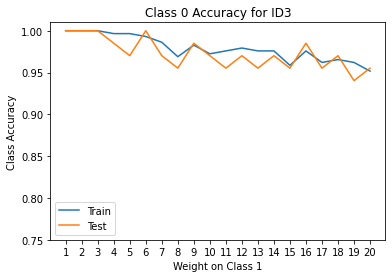 Class 0 Accuracy for ID3
Class Accuracy
1.00
0.95
0.90
0.85
0.80
0.75
Train
Test
1 2 3 4 5 6 7 8 9 10 11 12 13 14 15 16 17 18 19 20
Weight on Class 1